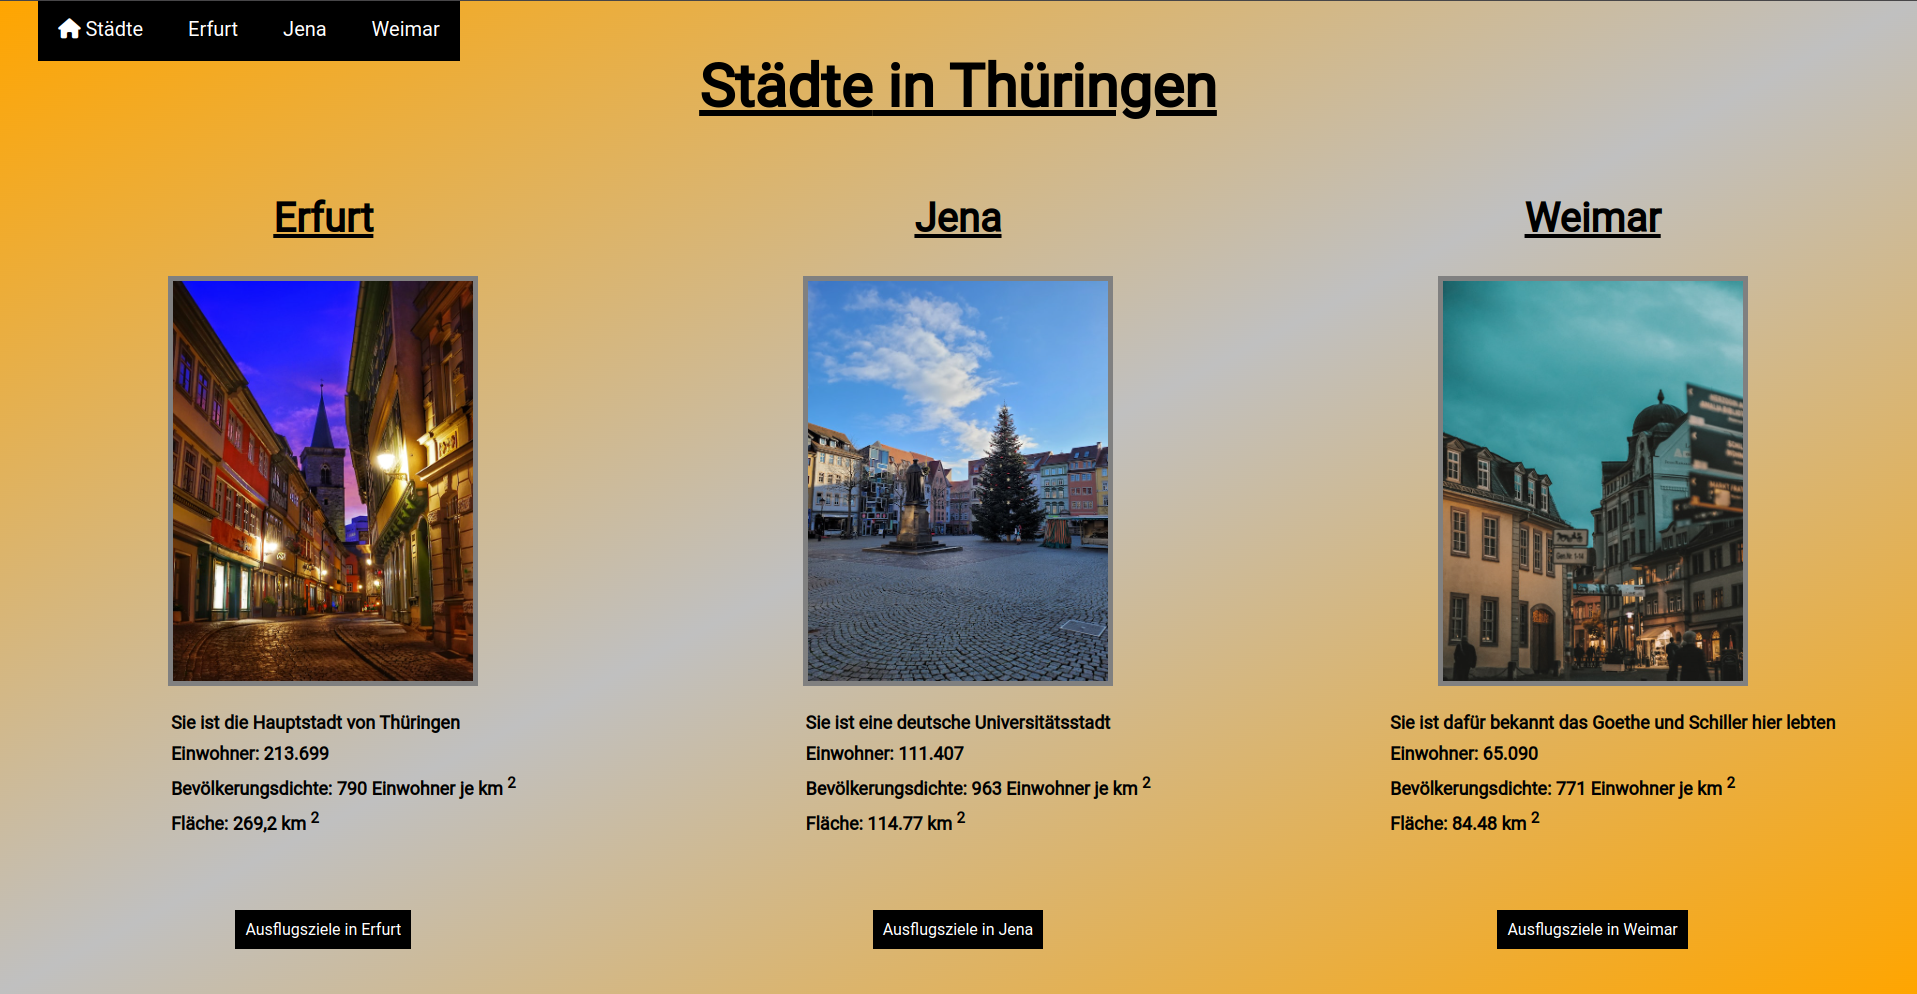 Städte Erfurt Jena Weimar
Städte in Thüringen
Erfurt
Sie ist die Hauptstadt von Thüringen
Einwohner: 213.699
Bevölkerungsdichte: 790 Einwohner je km 2
Fläche: 269,2 km 2
Ausflugsziele in Erfurt
Jena
Sie ist eine deutsche Universitätsstadt
Einwohner: 111.407
Bevölkerungsdichte: 963 Einwohner je km 2
Fläche: 114.77 km 2
Ausflugsziele in Jena
Weimar
Sie ist dafür bekannt das Goethe und Schiller hier lebten
Einwohner: 65.090
Bevölkerungsdichte: 771 Einwohner je km 2
Fläche: 84.48 km 2
Ausflugsziele in Weimar